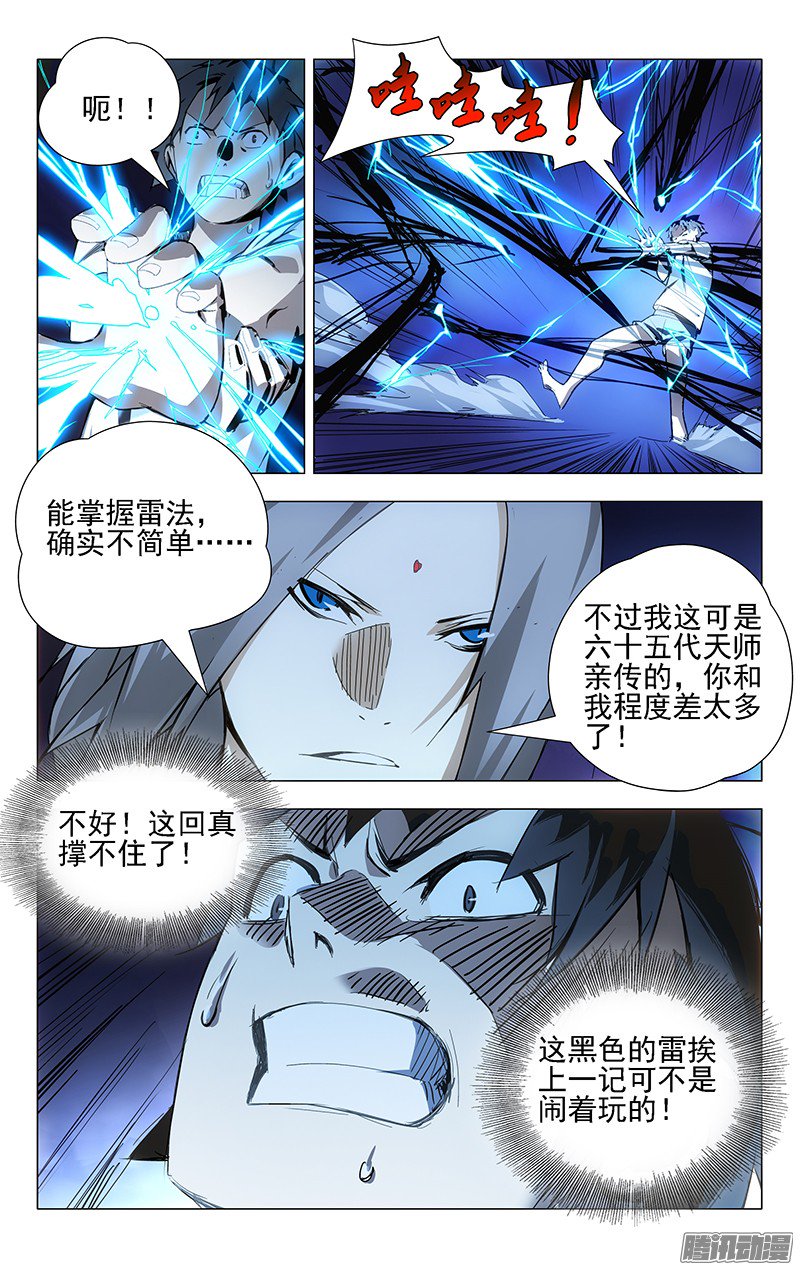 呃！！
哇哇哇！
能掌握雷法，
确实不简单……
不过我这可是
六十五代天师
亲传的，你和
我程度差太多
了！
不好！这回真
撑不住了！
这黑色的雷挨
上一记可不是
闹着玩的！
腾讯动漫